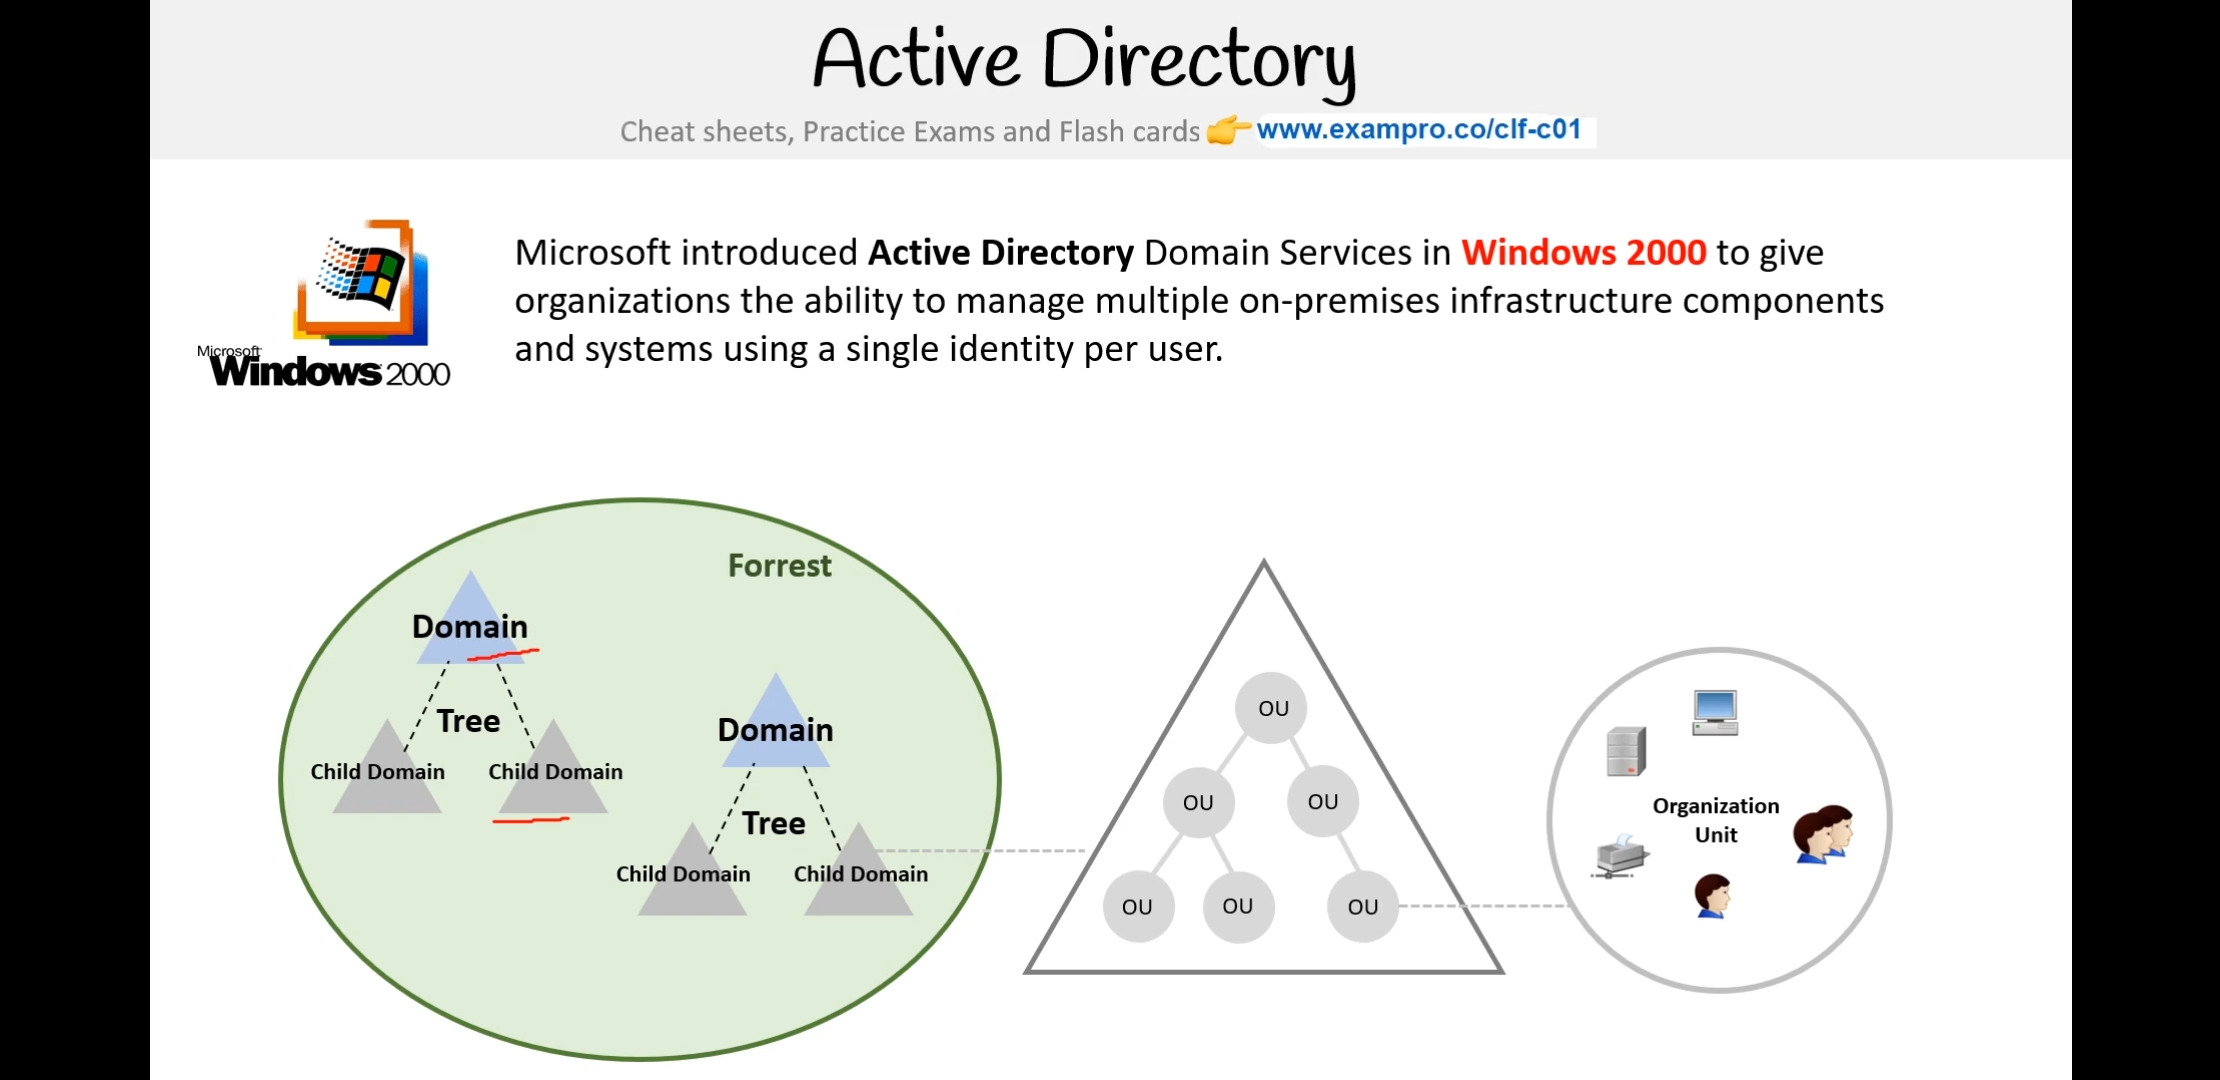 Active Directory
Cheat sheets, Practice Exams and Flash cards 👉 www.exampro.co/clf-c01
Microsoft introduced Active Directory Domain Services in Windows 2000 to give
organizations the ability to manage multiple on-premises infrastructure components
and systems using a single identity per user.
Microsoft
Windows 2000
Forrest
Domain
Tree
Child Domain
Child Domain
Domain
Tree
Child Domain
Child Domain
OU
OU
OU
OU
OU
OU
Organization
Unit